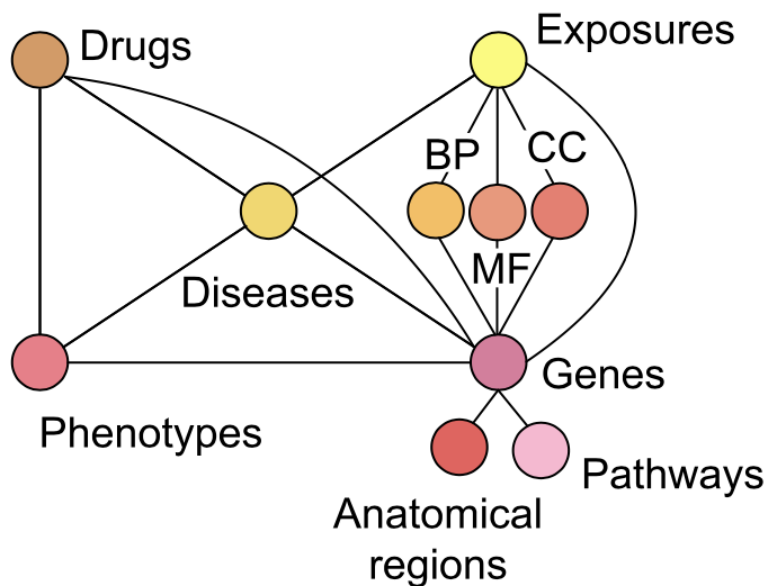 Drugs
Exposures
BP
CC
MF
Diseases
Genes
Phenotypes
Pathways
Anatomical
regions